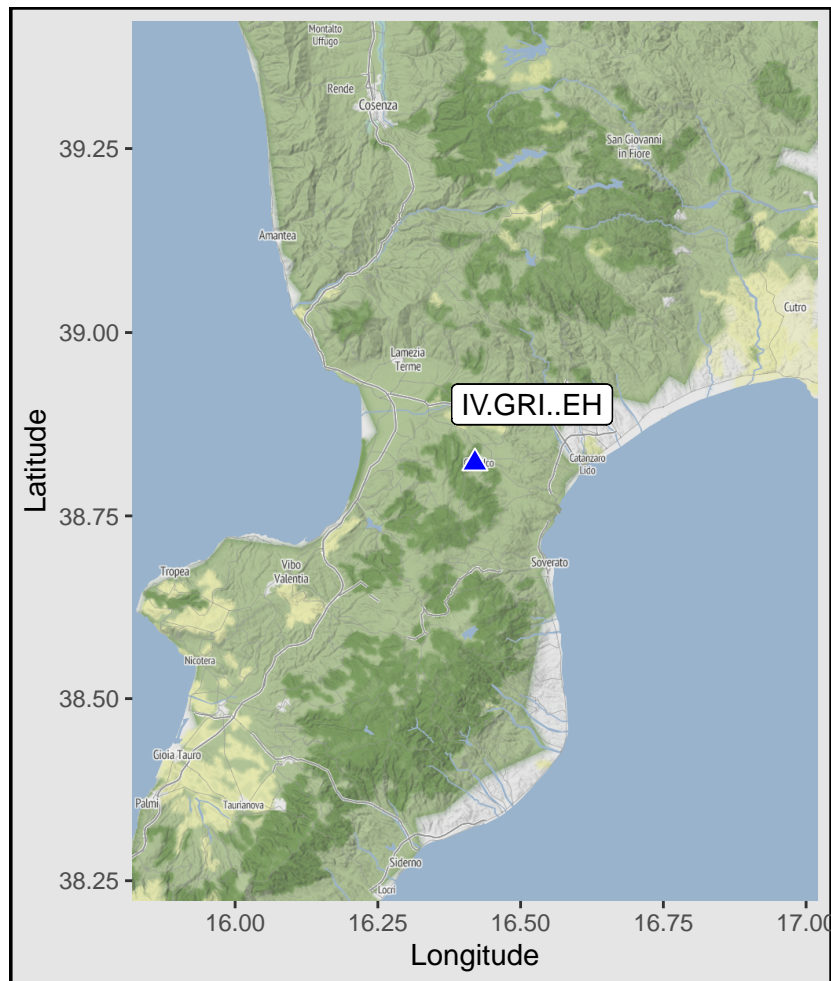 Montalto
Uffugo
Rende
Cosenza
39.25
San Giovanni
in Fiore
Amantea
39.00
Cutro
Lamezia
Terme
IV.GRI..EH
Catanzaro
Lido
38.75
Soverato
Tropea
Vibo
Valentia
Nicotera
38.50
Gioia Tauro
Palmi
Taurianova
Siderno
38.25
Locri
16.00
16.25
16.50
16.75
17.00
Longitude
Latitude